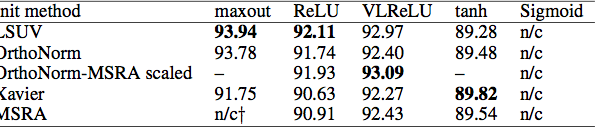 nit method maxout ReLU VLReLU tanh Sigmoid
LSUV 93.94 92.11 92.97 89.28 n/c
OrthoNorm 93.78 91.74 92.40 89.48 n/c
OrthoNorm-MSRA scaled – 91.93 93.09 – n/c
Xavier 91.75 90.63 92.27 89.82 n/c
MSRA n/c† 90.91 92.43 89.54 n/c